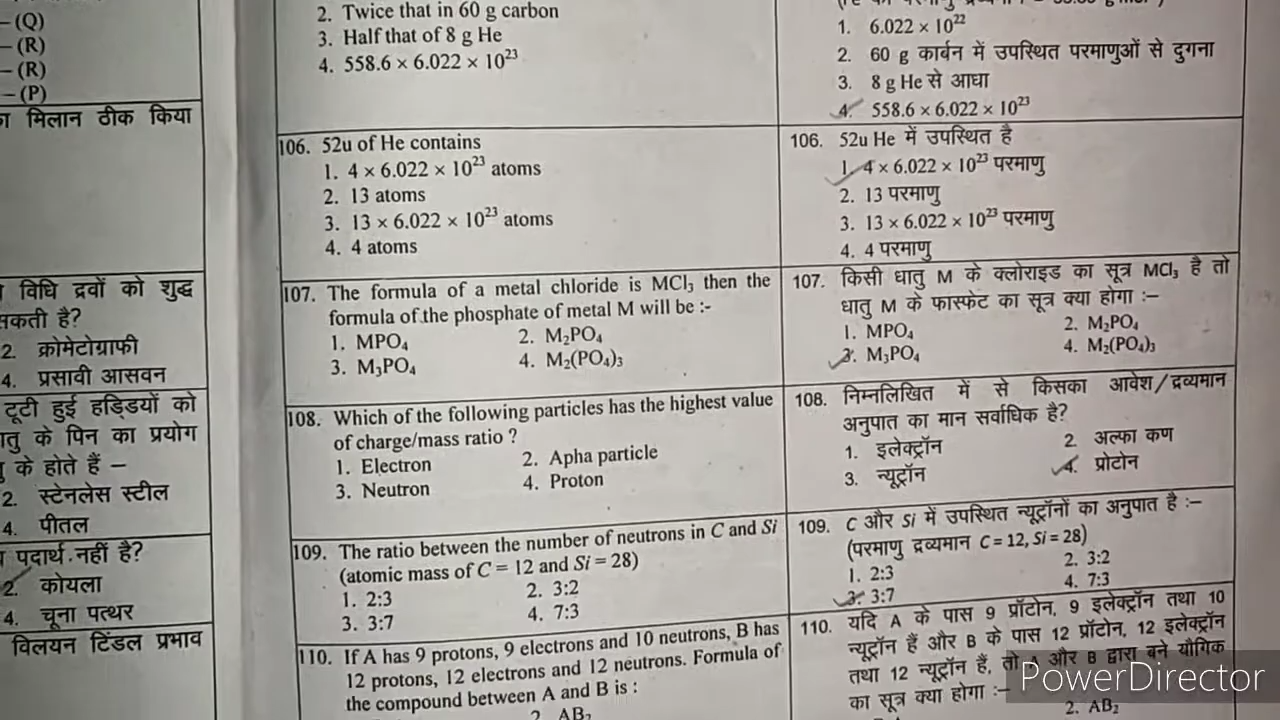 – (Q)
– (R)
– (R)
– (P)
मिलान ठीक किया
विधि द्रवों को शुद्ध
सकती है?
2. क्रोमेटोग्राफी
4. प्रसावी आसवन
टूटी हुई हड्डियों को
के पिन का प्रयोग
के होते हैं –
2. स्टेनलेस स्टील
4. पीतल
पदार्थ नहीं है?
2. कोयला
4. चूना पत्थर
विलयन टिंडल प्रभाव
2. Twice that in 60 g carbon
3. Half that of 8 g He
4. 558.6 × 6.022 × 10²³
106. 52u of He contains
1. 4 × 6.022 × 10²³ atoms
2. 13 atoms
3. 13 × 6.022 × 10²³ atoms
4. 4 atoms
107. The formula of a metal chloride is MCl₃ then the
formula of the phosphate of metal M will be :-
1. MPO₄ 2. M₂PO₄
3. M₃PO₄ 4. M₂(PO₄)₃
108. Which of the following particles has the highest value
of charge/mass ratio ?
1. Electron 2. Apha particle
3. Neutron 4. Proton
109. The ratio between the number of neutrons in C and Si
(atomic mass of C = 12 and Si = 28)
1. 2:3 2. 3:2
3. 3:7 4. 7:3
110. If A has 9 protons, 9 electrons and 10 neutrons, B has
12 protons, 12 electrons and 12 neutrons. Formula of
the compound between A and B is :
2. AB₂
1. 6.022 × 10²²
2. 60 g कार्बन में उपस्थित परमाणुओं से दुगना
3. 8 g He से आधा
4. 558.6 × 6.022 × 10²³
106. 52u He में उपस्थित है
1. 4 × 6.022 × 10²³ परमाणु
2. 13 परमाणु
3. 13 × 6.022 × 10²³ परमाणु
4. 4 परमाणु
107. किसी धातु M के क्लोराइड का सूत्र MCl₃ है तो
धातु M के फास्फेट का सूत्र क्या होगा :–
1. MPO₄ 2. M₂PO₄
3. M₃PO₄ 4. M₂(PO₄)₃
108. निम्नलिखित में से किसका आवेश/द्रव्यमान
अनुपात का मान सर्वाधिक है?
1. इलेक्ट्रॉन 2. अल्फा कण
3. न्यूट्रॉन 4. प्रोटोन
109. C और Si में उपस्थित न्यूट्रॉनों का अनुपात है :–
(परमाणु द्रव्यमान C = 12, Si = 28)
1. 2:3 2. 3:2
3. 3:7 4. 7:3
110. यदि A के पास 9 प्रॉटोन, 9 इलेक्ट्रॉन तथा 10
न्यूट्रॉन हैं और B के पास 12 प्रॉटोन, 12 इलेक्ट्रॉन
तथा 12 न्यूट्रॉन हैं, तो A और B द्वारा बने यौगिक
का सूत्र क्या होगा :–
2. AB₂
PowerDirector